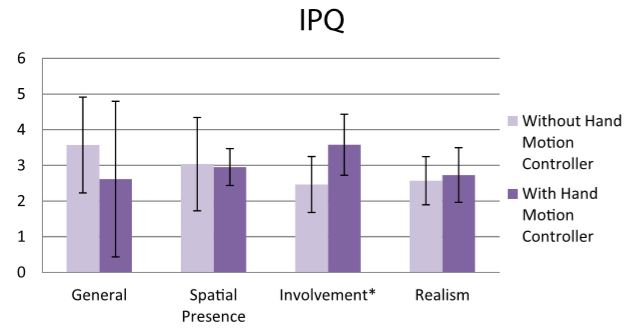 IPQ
6
5
4
3
2
1
0
General
Spatial
Presence
Involvement*
Realism
Without Hand
Motion
Controller
With Hand
Motion
Controller